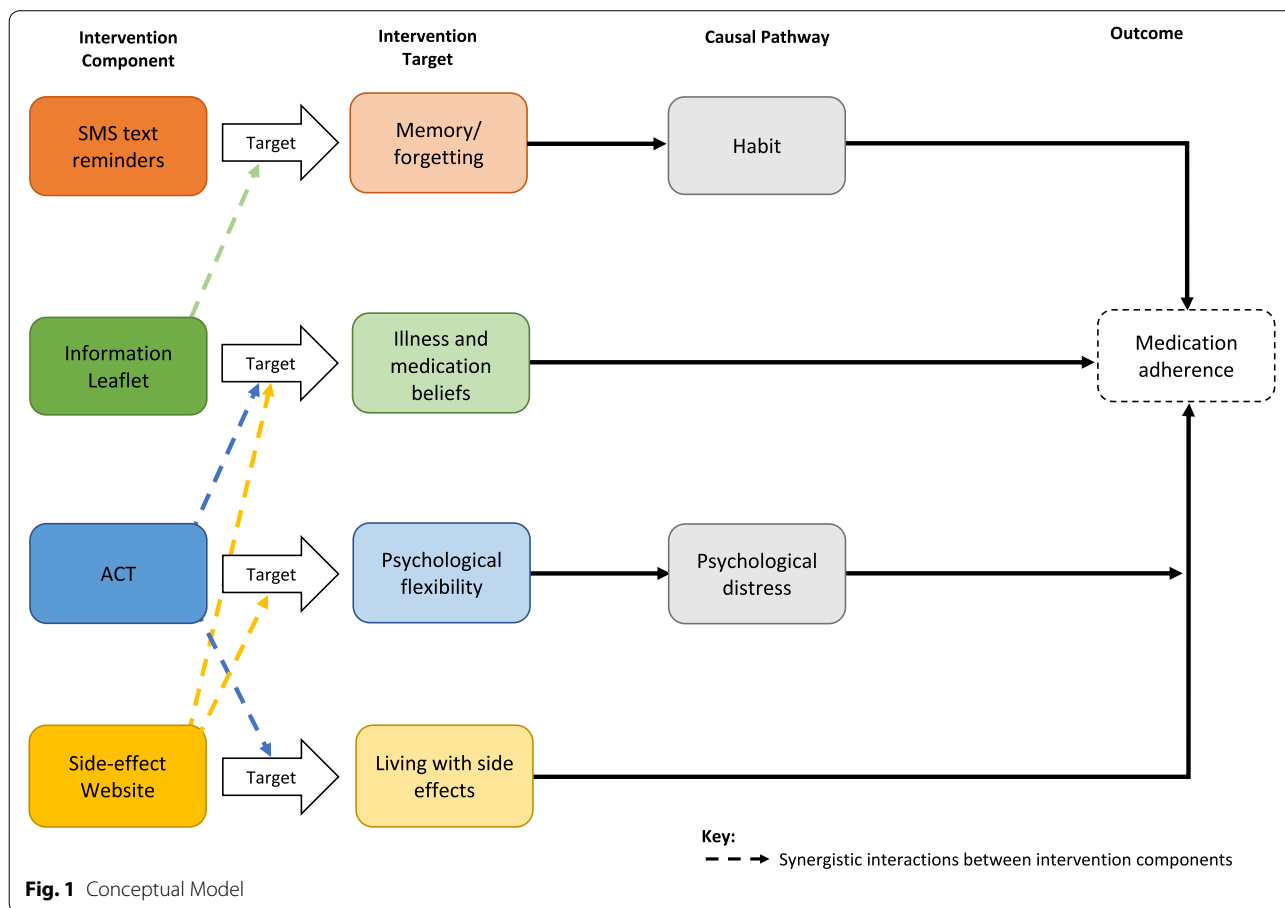 Intervention
Component
Intervention
Target
Causal Pathway
Outcome
SMS text
reminders
Target
Memory/
forgetting
Habit
Information
Leaflet
Target
Illness and
medication
beliefs
Medication
adherence
ACT
Target
Psychological
flexibility
Psychological
distress
Side-effect
Website
Target
Living with side
effects
Key:
Synergistic interactions between intervention components
Fig. 1 Conceptual Model